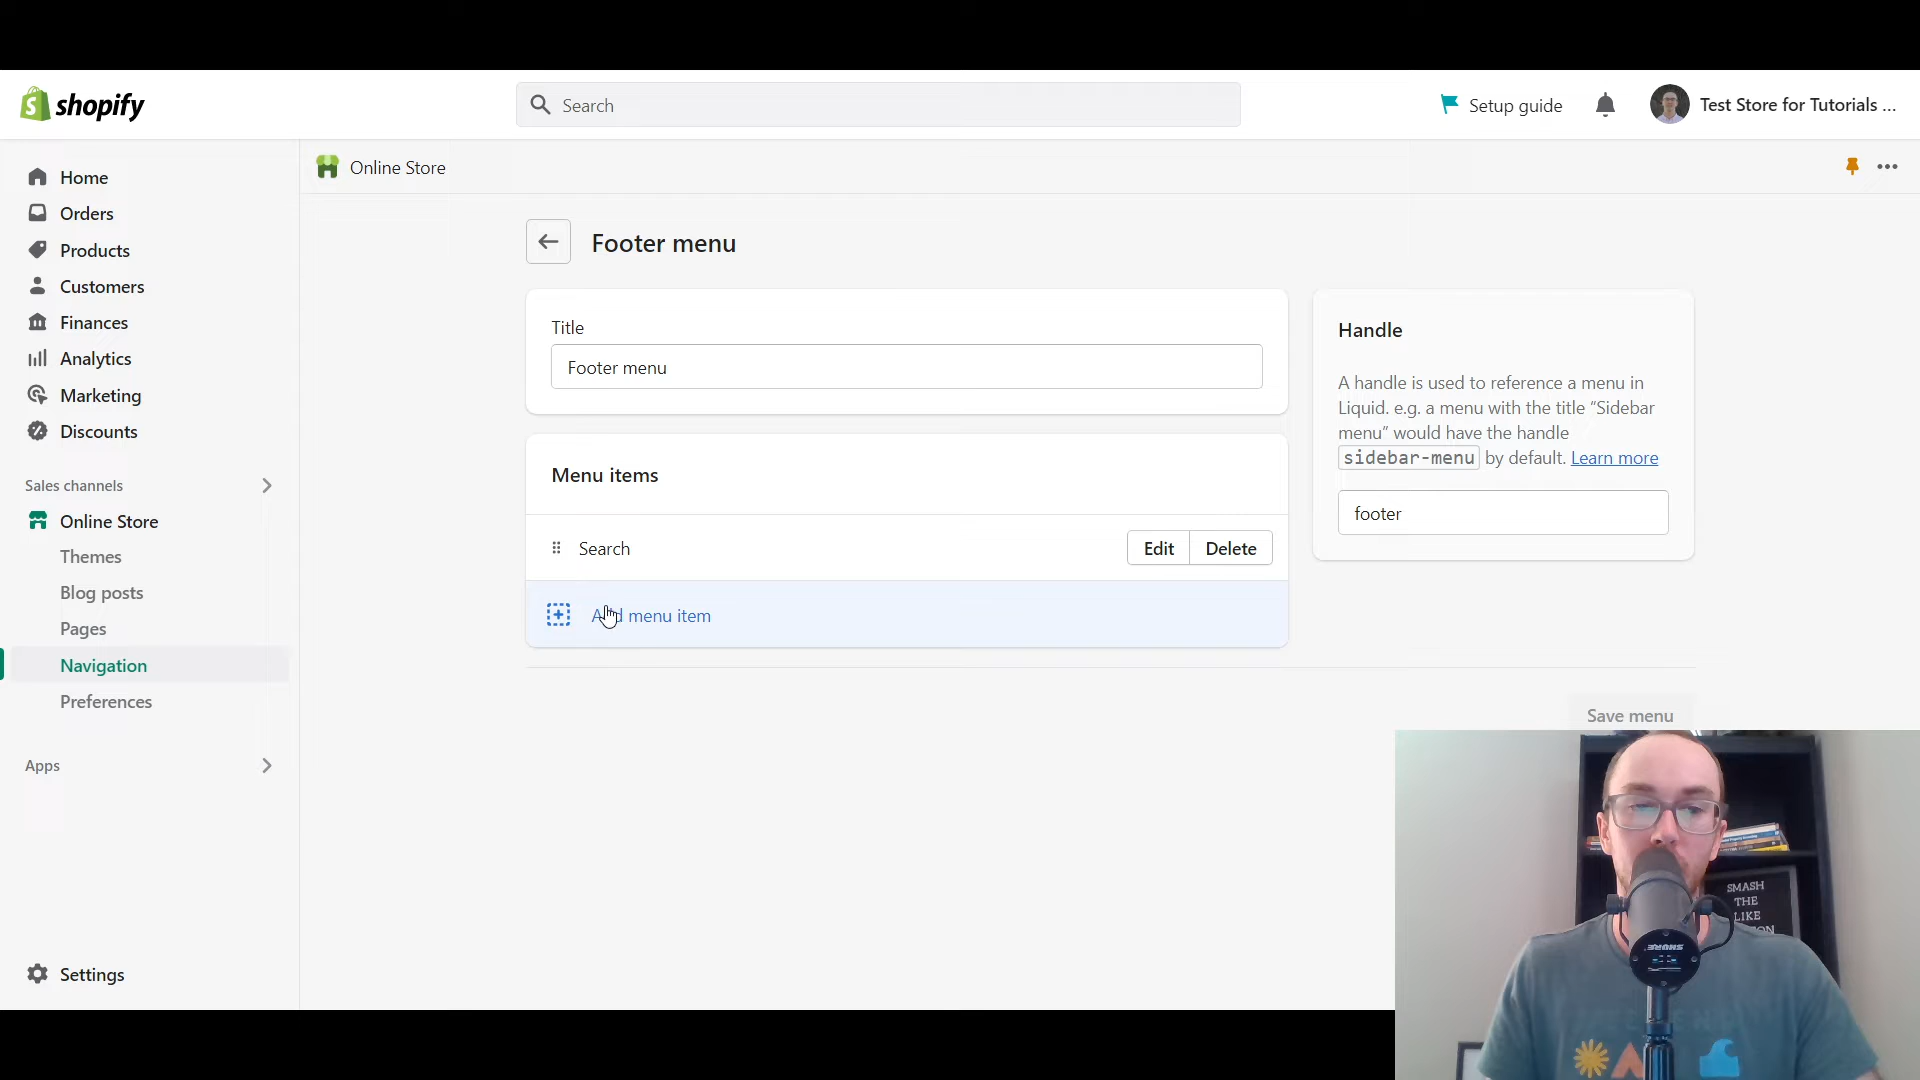 shopify
Search
Setup guide
Test Store for Tutorials ...
Home
Orders
Products
Customers
Finances
Analytics
Marketing
Discounts
Sales channels
Online Store
Themes
Blog posts
Pages
Navigation
Preferences
Apps
Settings
Online Store
Footer menu
Title
Footer menu
Menu items
Search
Edit
Delete
Add menu item
Handle
A handle is used to reference a menu in
Liquid. e.g. a menu with the title “Sidebar
menu” would have the handle
sidebar-menu by default. Learn more
footer
Save menu
SMASH
THE
LIKE